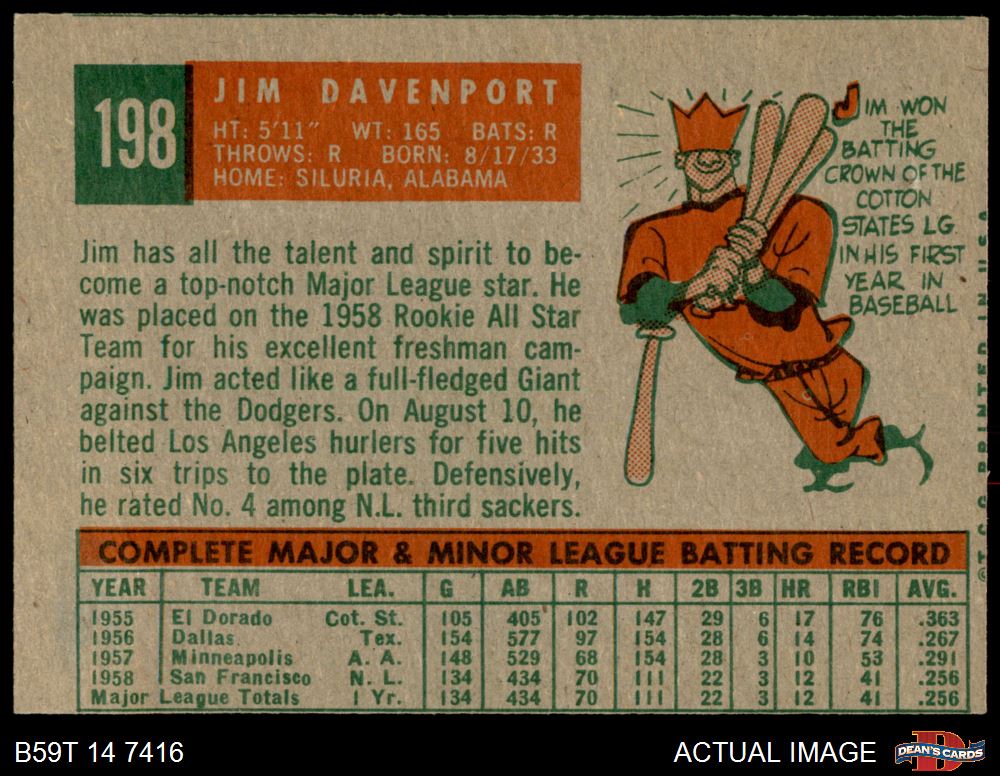 198
JIM DAVENPORT
HT: 5'11" WT: 165 BATS: R
THROWS: R BORN: 8/17/33
HOME: SILURIA, ALABAMA
Jim has all the talent and spirit to be-
come a top-notch Major League star. He
was placed on the 1958 Rookie All Star
Team for his excellent freshman cam-
paign. Jim acted like a full-fledged Giant
against the Dodgers. On August 10, he
belted Los Angeles hurlers for five hits
in six trips to the plate. Defensively,
he rated No. 4 among N.L. third sackers.
JIM WON
THE
BATTING
CROWN OF THE
COTTON
STATES LG.
IN HIS FIRST
YEAR IN
BASEBALL
COMPLETE MAJOR & MINOR LEAGUE BATTING RECORD
YEAR TEAM LEA. G AB R H 2B 3B HR RBI AVG.
1955 El Dorado Cot. St. 105 405 102 147 29 6 17 76 .363
1956 Dallas Tex. 154 577 97 154 28 6 14 74 .267
1957 Minneapolis A. A. 148 529 68 154 28 3 10 53 .291
1958 San Francisco N. L. 134 434 70 111 22 3 12 41 .256
Major League Totals 1 Yr. 134 434 70 111 22 3 12 41 .256
©T.C.G. PRINTED IN U.S.A.
B59T 14 7416
ACTUAL IMAGE
DEAN'S CARDS